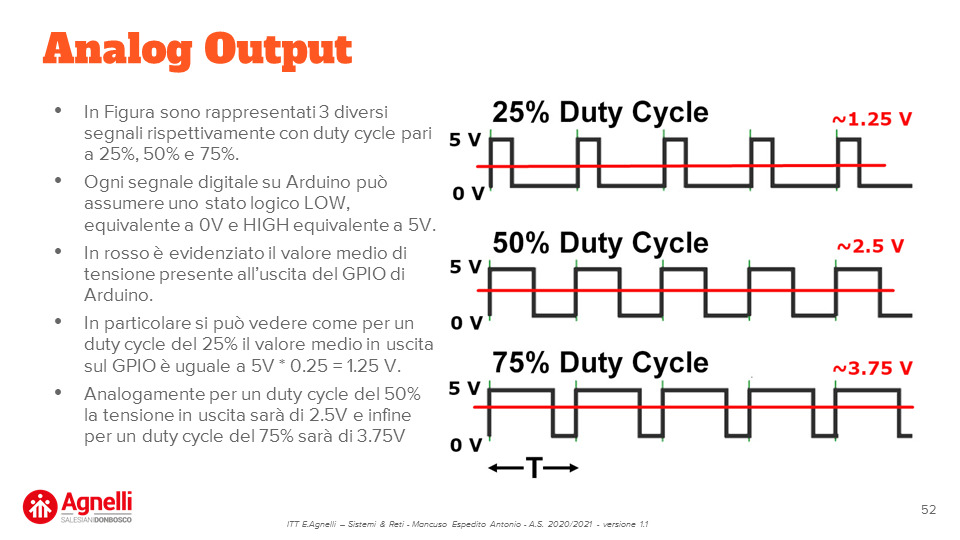 Analog Output
• In Figura sono rappresentati 3 diversi
segnali rispettivamente con duty cycle pari
a 25%, 50% e 75%.
• Ogni segnale digitale su Arduino può
assumere uno stato logico LOW,
equivalente a 0V e HIGH equivalente a 5V.
• In rosso è evidenziato il valore medio di
tensione presente all'uscita del GPIO di
Arduino.
• In particolare si può vedere come per un
duty cycle del 25% il valore medio in uscita
sul GPIO è uguale a 5V * 0.25 = 1.25 V.
• Analogamente per un duty cycle del 50%
la tensione in uscita sarà di 2.5V e infine
per un duty cycle del 75% sarà di 3.75V
25% Duty Cycle
~1.25 V
5 V
0 V
50% Duty Cycle
~2.5 V
5 V
0 V
75% Duty Cycle
~3.75 V
5 V
0 V
T
Agnelli
SALESIANI DONBOSCO
ITT E.Agnelli – Sistemi & Reti - Mancuso Espedito Antonio - A.S. 2020/2021 - versione 1.1
52